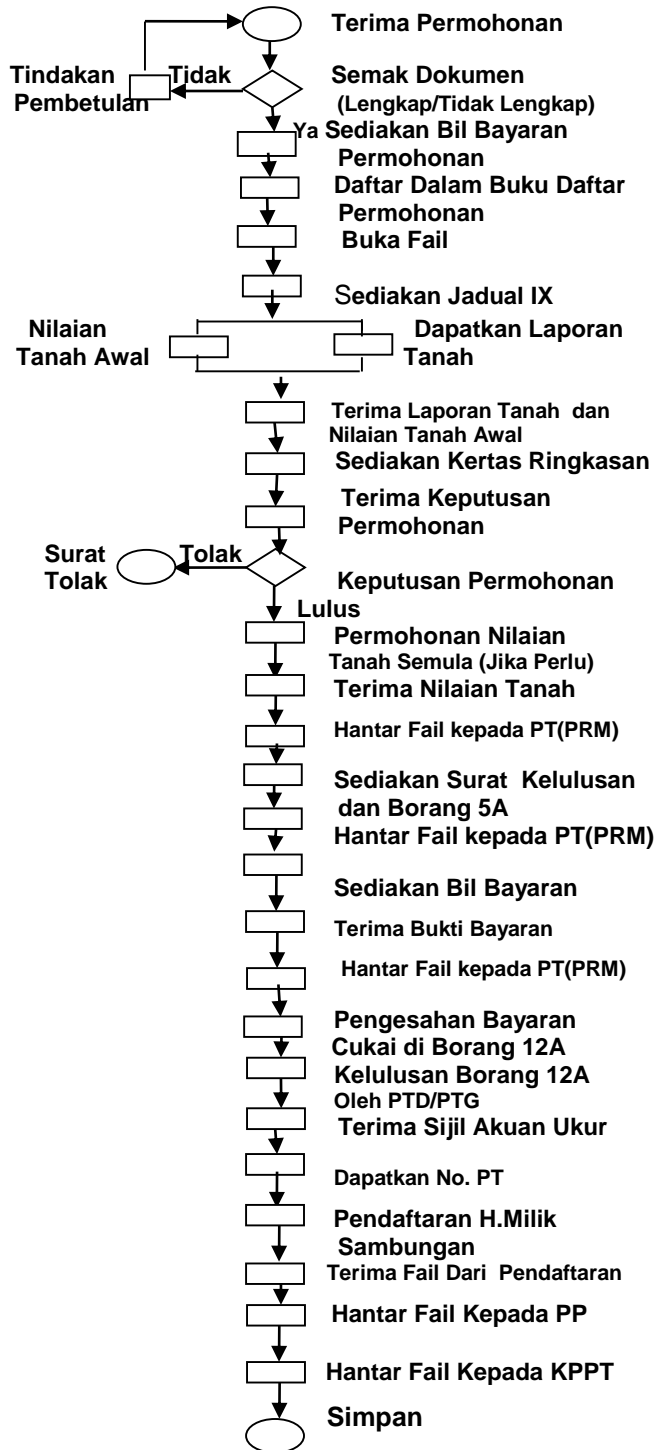 Terima Permohonan
Tindakan Pembetulan
Tidak
Semak Dokumen
(Lengkap/Tidak Lengkap)
Ya
Sediakan Bil Bayaran
Permohonan
Daftar Dalam Buku Daftar
Permohonan
Buka Fail
Sediakan Jadual IX
Nilaian
Tanah Awal
Dapatkan Laporan
Tanah
Terima Laporan Tanah dan
Nilaian Tanah Awal
Sediakan Kertas Ringkasan
Terima Keputusan
Permohonan
Surat
Tolak
Tolak
Keputusan Permohonan
Lulus
Permohonan Nilaian
Tanah Semula (Jika Perlu)
Terima Nilaian Tanah
Hantar Fail kepada PT(PRM)
Sediakan Surat Kelulusan
dan Borang 5A
Hantar Fail kepada PT(PRM)
Sediakan Bil Bayaran
Terima Bukti Bayaran
Hantar Fail kepada PT(PRM)
Pengesahan Bayaran
Cukai di Borang 12A
Kelulusan Borang 12A
Oleh PTD/PTG
Terima Sijil Akuan Ukur
Dapatkan No. PT
Pendaftaran H.Milik
Sambungan
Terima Fail Dari Pendaftaran
Hantar Fail Kepada PP
Hantar Fail Kepada KPPT
Simpan